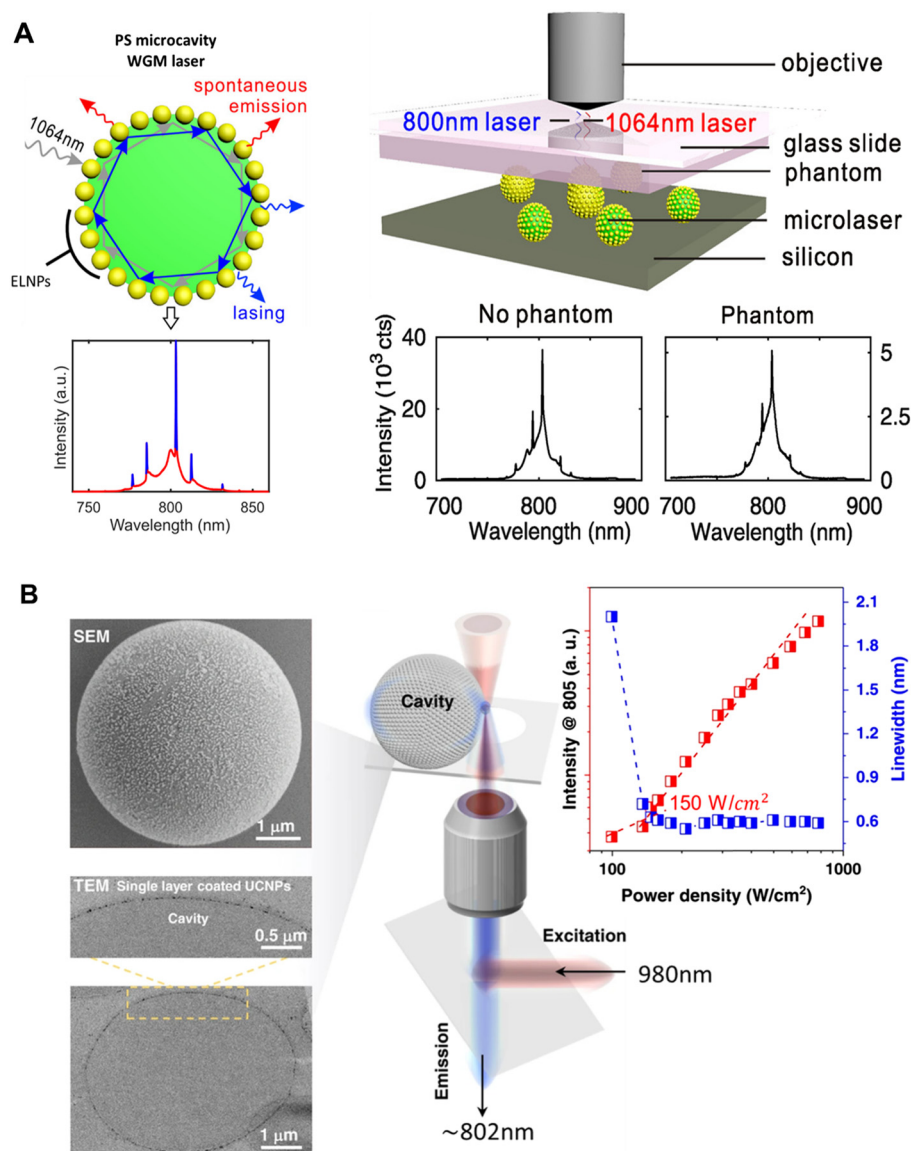 A
PS microcavity
WGM laser
spontaneous
emission
1064nm
ELNPs
lasing
Intensity (a.u.)
750
800
850
Wavelength (nm)
objective
800nm laser
1064nm laser
glass slide
phantom
microlaser
silicon
No phantom
Phantom
Intensity (10³ cts)
40
20
0
5
2.5
0
700
800
900
700
800
900
Wavelength (nm)
Wavelength (nm)
B
SEM
1 μm
TEM
Single layer coated UCNPs
Cavity
0.5 μm
1 μm
Cavity
Excitation
980nm
Emission
~802nm
Intensity @ 805 (a. u.)
150 W/cm²
2.1
1.8
1.5
1.2
0.9
0.6
Linewidth (nm)
100
1000
Power density (W/cm²)